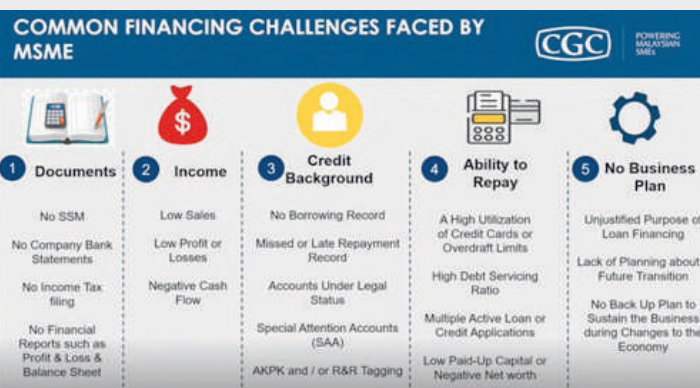 COMMON FINANCING CHALLENGES FACED BY
MSME
CGC
POWERING
MALAYSIAN
SMEs
$
1 Documents
No SSM
No Company Bank
Statements
No Income Tax
filing
No Financial
Reports such as
Profit & Loss &
Balance Sheet
2 Income
Low Sales
Low Profit or
Losses
Negative Cash
Flow
3 Credit
Background
No Borrowing Record
Missed or Late Repayment
Record
Accounts Under Legal
Status
Special Attention Accounts
(SAA)
AKPK and / or R&R Tagging
4 Ability to
Repay
A High Utilization
of Credit Cards or
Overdraft Limits
High Debt Servicing
Ratio
Multiple Active Loan or
Credit Applications
Low Paid-Up Capital or
Negative Net worth
5 No Business
Plan
Unjustified Purpose of
Loan Financing
Lack of Planning about
Future Transition
No Back Up Plan to
Sustain the Business
during Changes to the
Economy